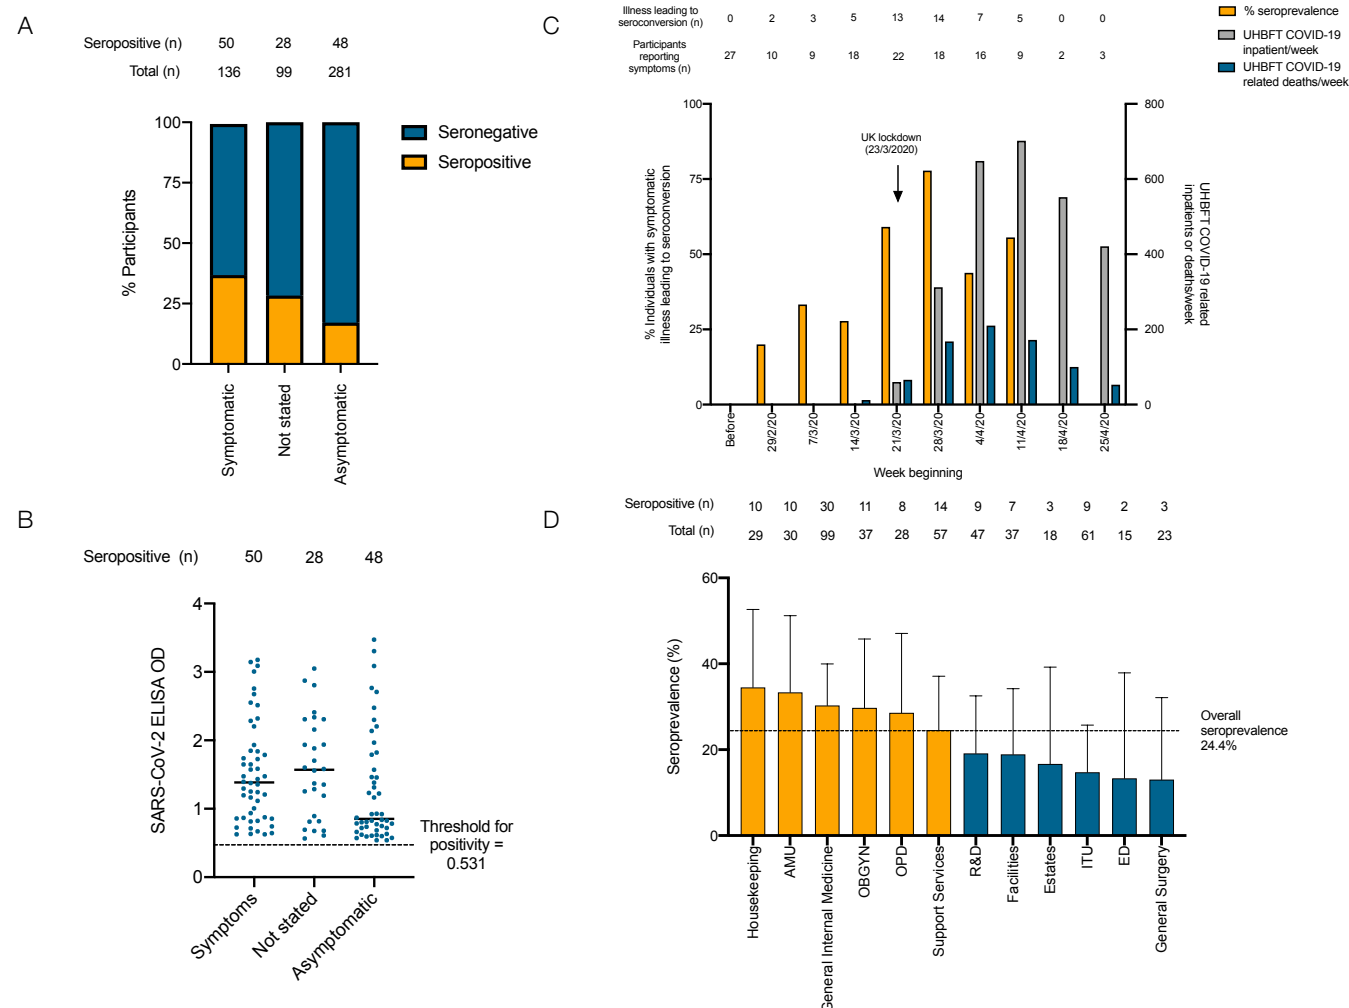 A
Seropositive (n) 50 28 48
Total (n) 136 99 281
100
75
50
25
0
% Participants
Symptomatic
Not stated
Asymptomatic
Seronegative
Seropositive
B
Seropositive (n) 50 28 48
4
3
2
1
0
SARS-CoV-2 ELISA OD
Symptoms
Not stated
Asymptomatic
Threshold for
positivity =
0.531
C
Illness leading to
seroconversion (n)
0 2 3 5 13 14 7 5 0 0
Participants
reporting
symptoms (n)
27 10 9 18 22 18 16 9 2 3
% seroprevalence
UHBFT COVID-19
inpatient/week
UHBFT COVID-19
related deaths/week
100
75
50
25
0
% Individuals with symptomatic
illness leading to seroconversion
UK lockdown
(23/3/2020)
800
600
400
200
0
UHBFT COVID-19 related
inpatients or deaths/week
Before
29/2/20
7/3/20
14/3/20
21/3/20
28/3/20
4/4/20
11/4/20
18/4/20
25/4/20
Week beginning
D
Seropositive (n) 10 10 30 11 8 14 9 7 3 9 2 3
Total (n) 29 30 99 37 28 57 47 37 18 61 15 23
60
40
20
0
Seroprevalence (%)
Overall
seroprevalence
24.4%
Housekeeping
AMU
General Internal Medicine
OBGYN
OPD
Support Services
R&D
Facilities
Estates
ITU
ED
General Surgery